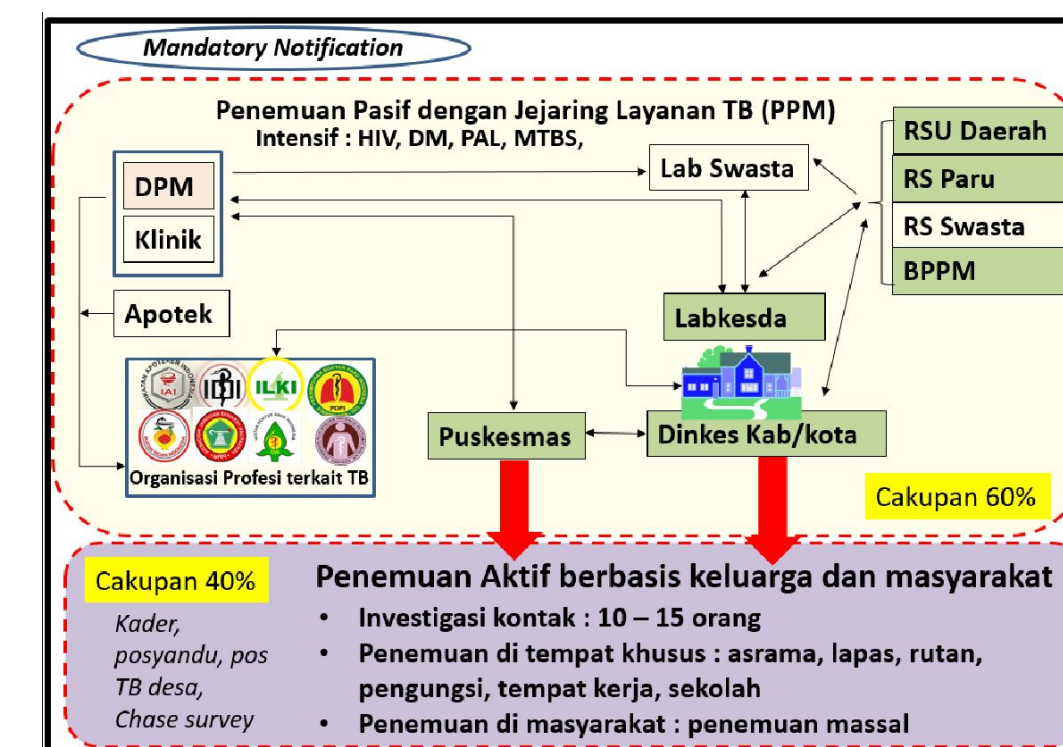 Mandatory Notification
Penemuan Pasif dengan Jejaring Layanan TB (PPM)
Intensif : HIV, DM, PAL, MTBS,
DPM
Klinik
Apotek
Lab Swasta
RSU Daerah
RS Paru
RS Swasta
BPPM
Labkesda
IAI
IDI
ILKI
PDPI
Organisasi Profesi terkait TB
Puskesmas
Dinkes Kab/kota
Cakupan 60%
Cakupan 40%
Kader,
posyandu, pos
TB desa,
Chase survey
Penemuan Aktif berbasis keluarga dan masyarakat
• Investigasi kontak : 10 – 15 orang
• Penemuan di tempat khusus : asrama, lapas, rutan,
pengungsi, tempat kerja, sekolah
• Penemuan di masyarakat : penemuan massal